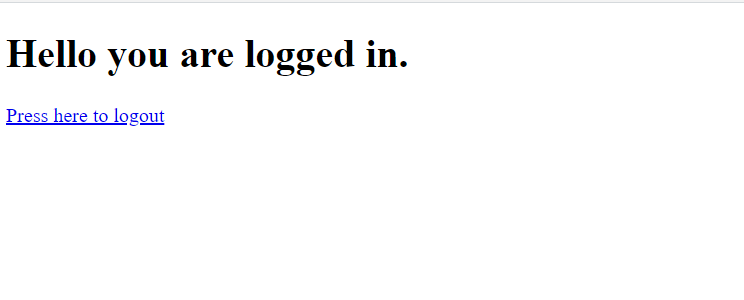 Hello you are logged in.
Press here to logout